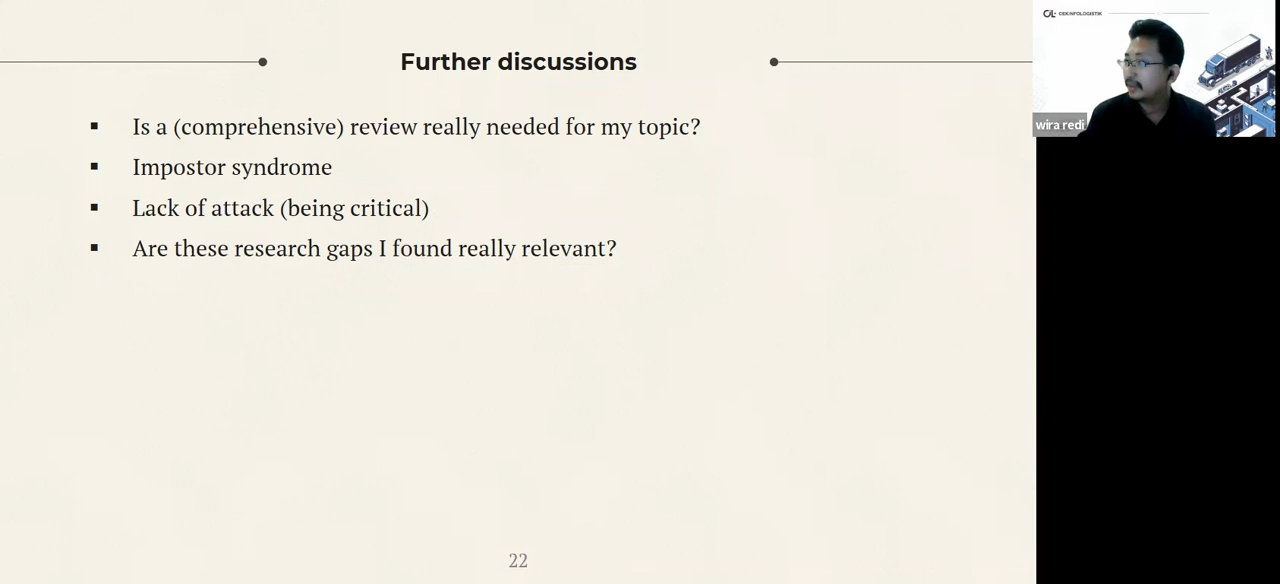 Further discussions
▪ Is a (comprehensive) review really needed for my topic?
▪ Impostor syndrome
▪ Lack of attack (being critical)
▪ Are these research gaps I found really relevant?
22
CEKINFOLOGISTIK
wira redi